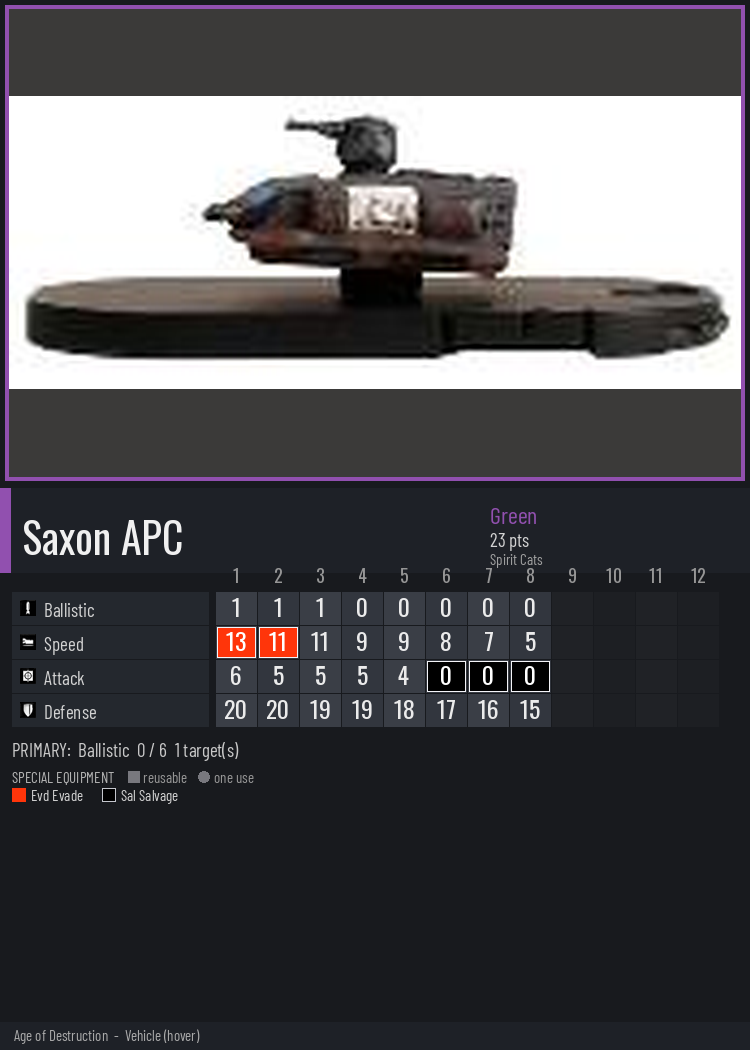 Saxon APC
Green
23 pts
Spirit Cats
1 2 3 4 5 6 7 8 9 10 11 12
Ballistic 1 1 1 0 0 0 0 0
Speed 13 11 11 9 9 8 7 5
Attack 6 5 5 5 4 0 0 0
Defense 20 20 19 19 18 17 16 15
PRIMARY: Ballistic 0 / 6 1 target(s)
SPECIAL EQUIPMENT reusable one use
Evd Evade Sal Salvage
Age of Destruction - Vehicle (hover)